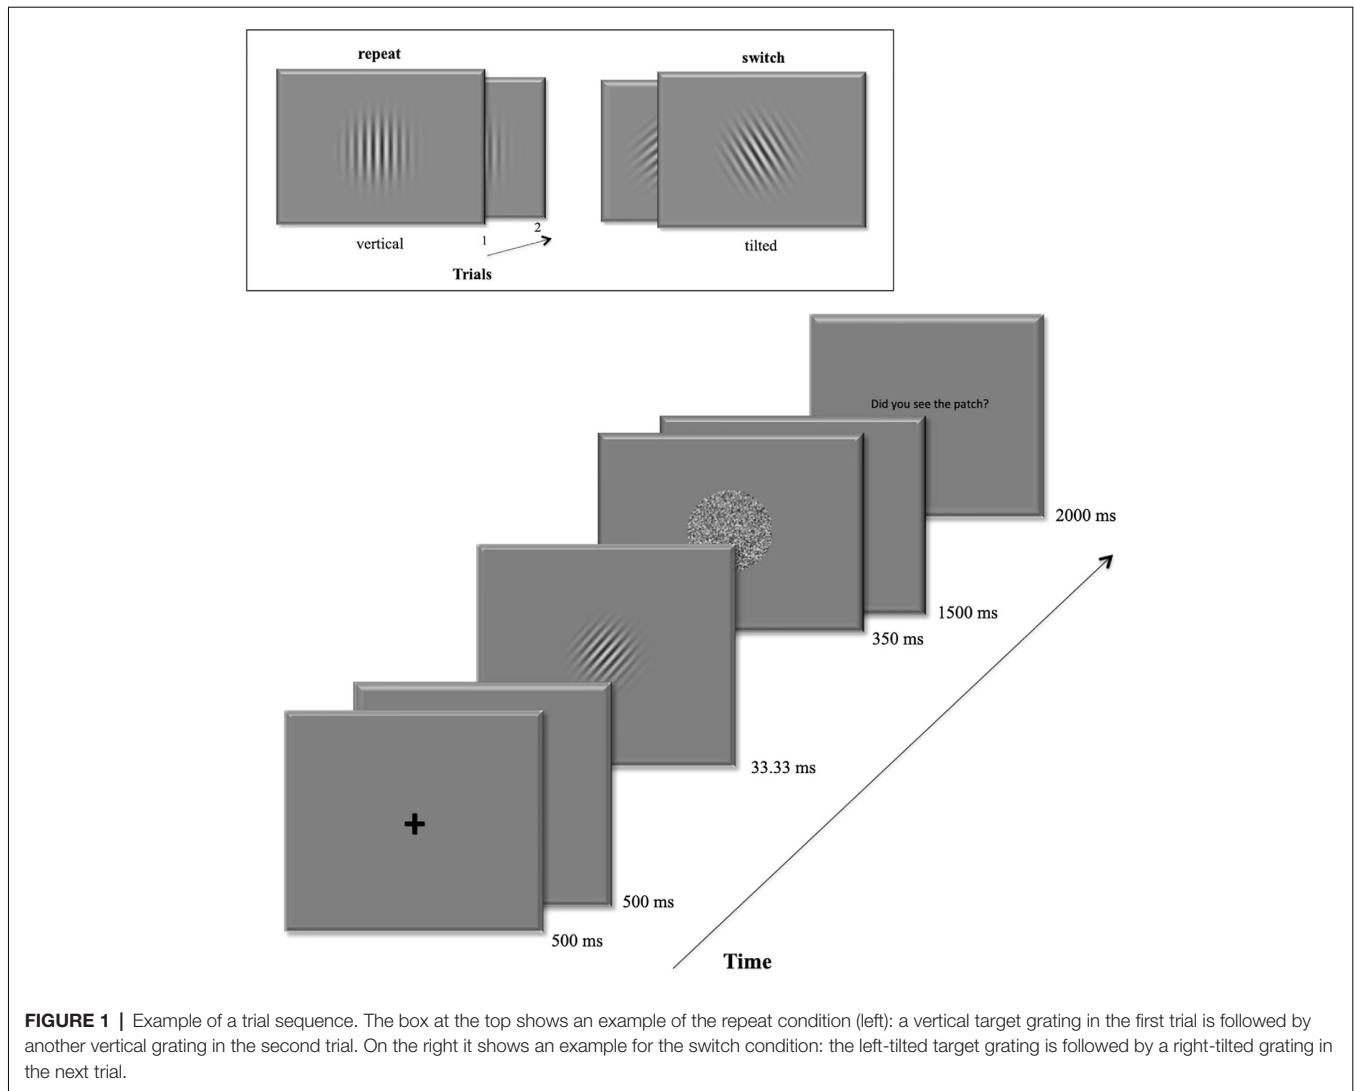 repeat
switch
vertical
1
2
tilted
Trials
Did you see the patch?
2000 ms
1500 ms
350 ms
33.33 ms
500 ms
500 ms
Time
FIGURE 1 | Example of a trial sequence. The box at the top shows an example of the repeat condition (left): a vertical target grating in the first trial is followed by
another vertical grating in the second trial. On the right it shows an example for the switch condition: the left-tilted target grating is followed by a right-tilted grating in
the next trial.